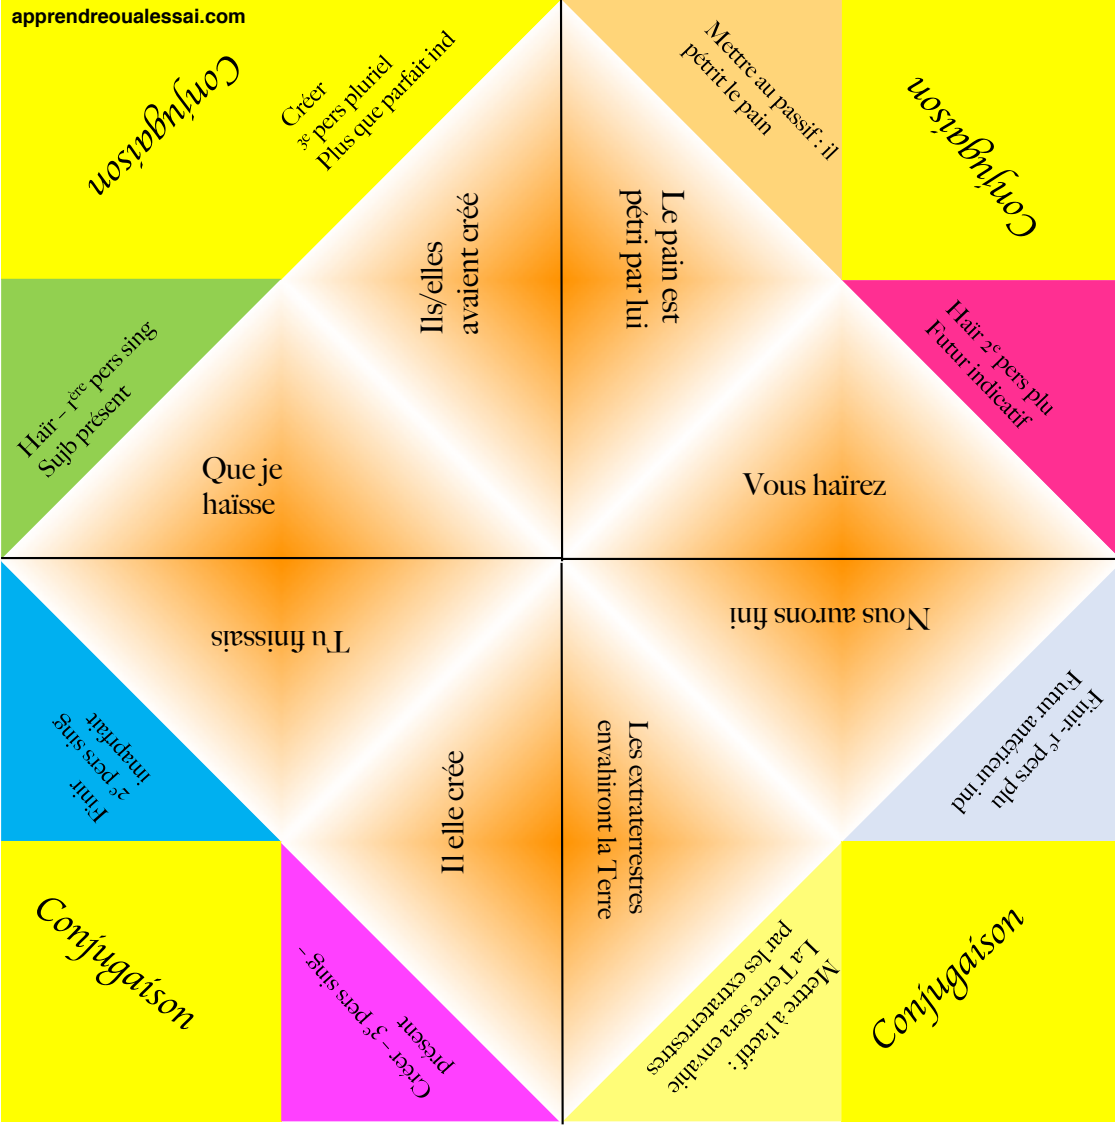 apprendreoualessai.com
Conjugaison
Créer
3e pers pluriel
Plus que parfait ind
Mettre au passif : il
pétrit le pain
Conjugaison
Ils/elles
avaient créé
Le pain est
pétri par lui
Haïr – 1ère pers sing
Sujb présent
Haïr 2e pers plu
Futur indicatif
Que je
haïsse
Vous haïrez
Tu finissais
Nous aurons fini
Finir
2e pers sing
imaprfait
Finir- 1e pers plu
Futur antérieur ind
Il elle crée
Les extraterrestres
envahiront la Terre
Conjugaison
Créer – 3e pers sing –
présent
Mettre à l'actif :
La Terre sera envahie
par les extraterrestres
Conjugaison